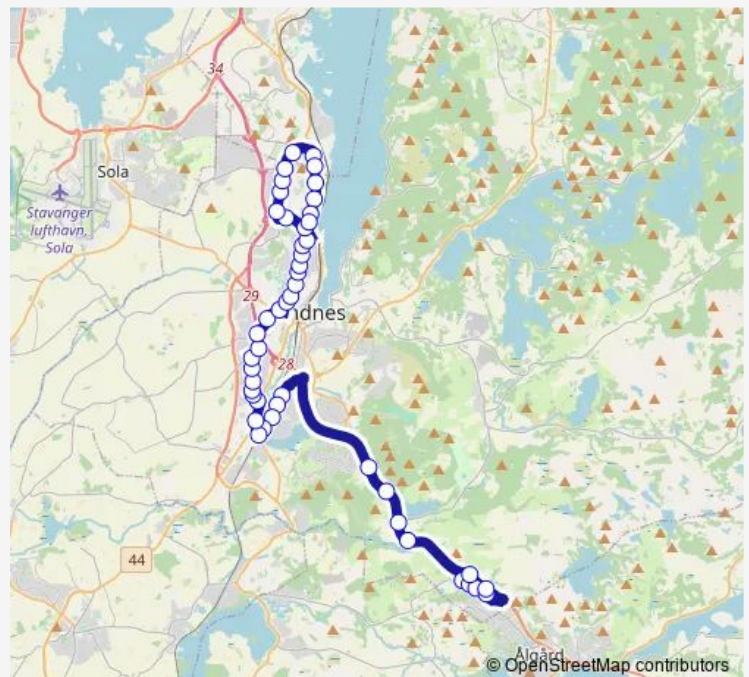 34
Sola
Stavanger
lufthavn,
Sola
29
ndnes
28
44
Ålgård
© OpenStreetMap contributors